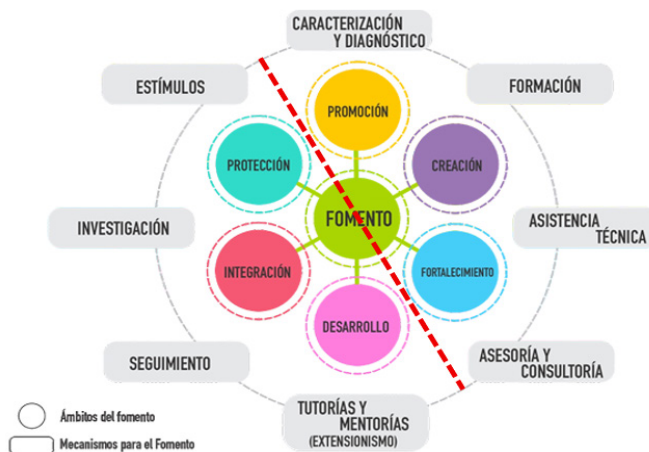 CARACTERIZACIÓN
Y DIAGNÓSTICO
ESTÍMULOS
FORMACIÓN
PROMOCIÓN
PROTECCIÓN
CREACIÓN
FOMENTO
INVESTIGACIÓN
ASISTENCIA
TÉCNICA
INTEGRACIÓN
FORTALECIMIENTO
DESARROLLO
SEGUIMIENTO
ASESORÍA Y
CONSULTORÍA
TUTORÍAS Y
MENTORÍAS
(EXTENSIONISMO)
Ámbitos del fomento
Mecanismos para el Fomento